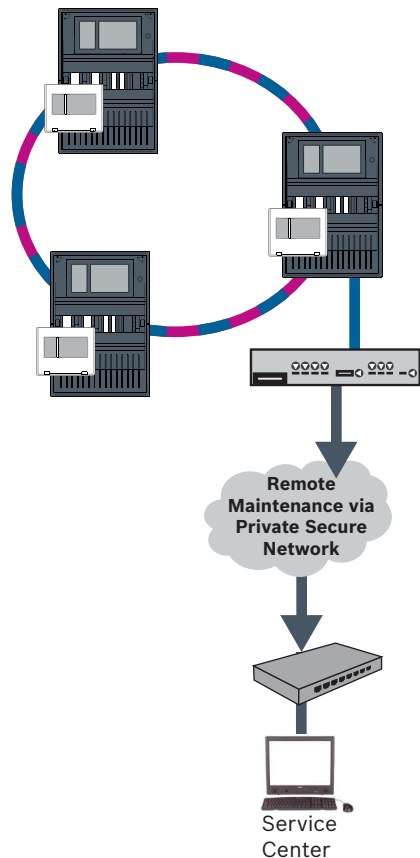 Remote
Maintenance via
Private Secure
Network
Service
Center